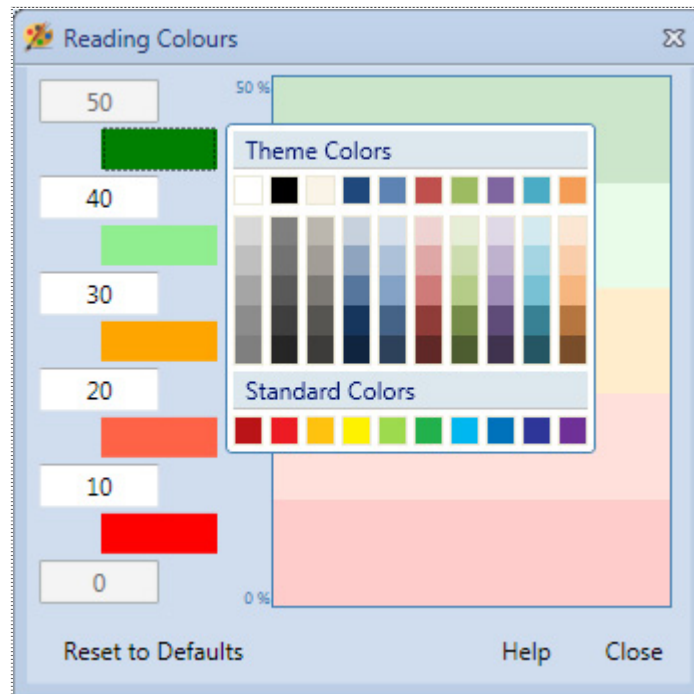 Reading Colours
50
50 %
Theme Colors
40
30
20
Standard Colors
10
0
0 %
Reset to Defaults
Help
Close